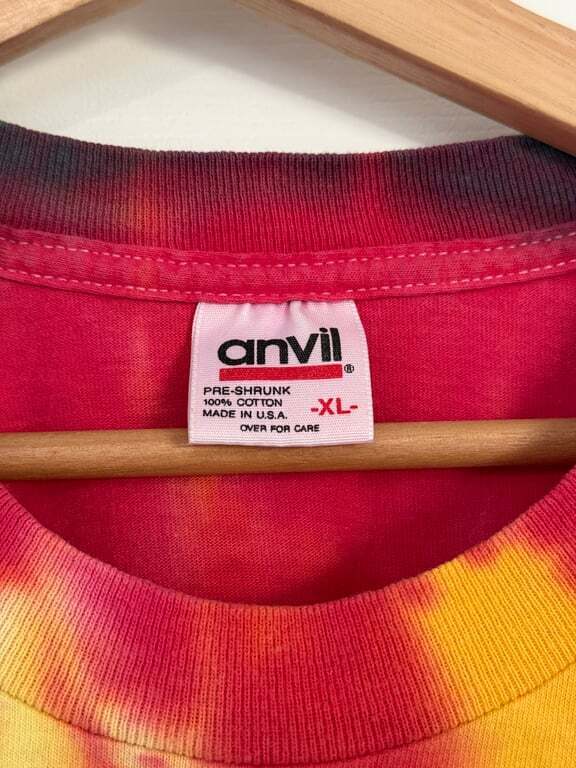 anvil®
PRE-SHRUNK
100% COTTON
MADE IN U.S.A.
-XL-
OVER FOR CARE